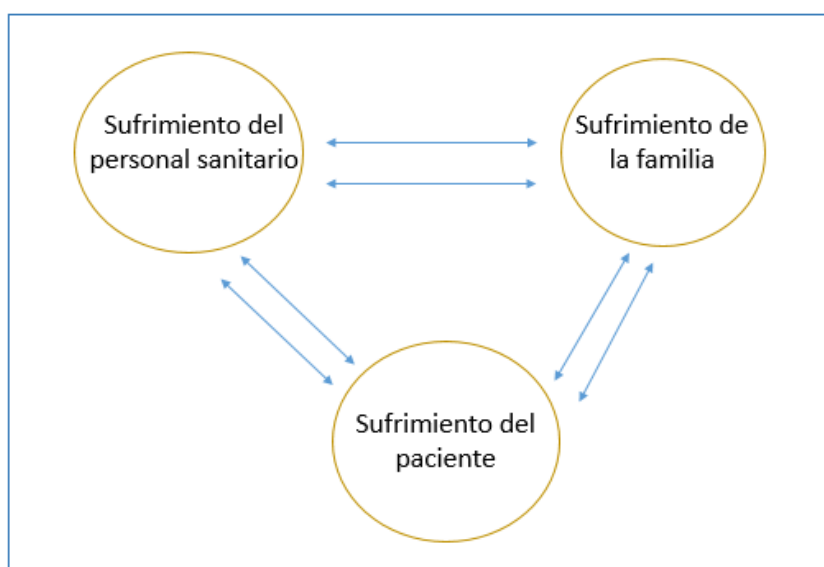 Sufrimiento del
personal sanitario
Sufrimiento de
la familia
Sufrimiento del
paciente